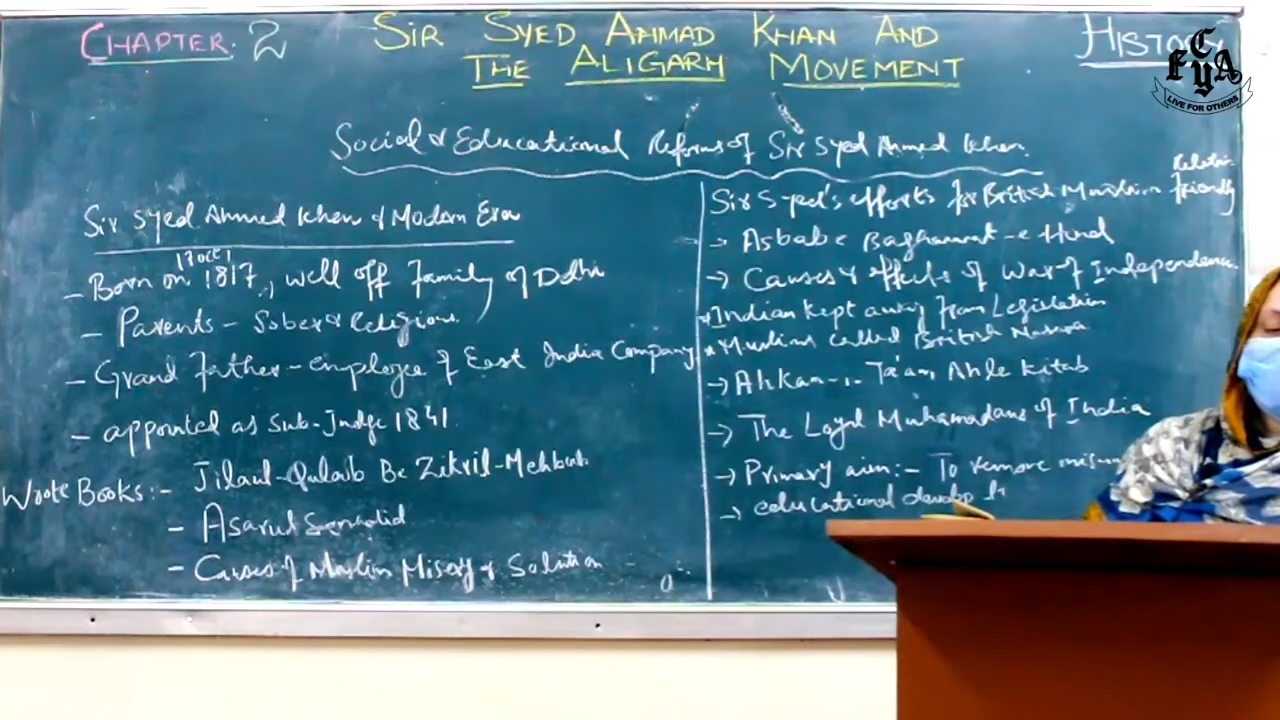 CHAPTER. 2
SIR SYED AHMAD KHAN AND
THE ALIGARH MOVEMENT
HISTORY
FCYA
LIVE FOR OTHERS
Social & Educational Reforms of Sir Syed Ahmed Khan.
Sir Syed Ahmed Khan & Modern Era
17 Oct
- Born on 1817, well off family of Delhi
- Parents - Sober & Religious.
- Grand father - employee of East India Company
- appointed as Sub-Judge 1841.
Wrote Books:- Jilaul-Qulaub Be Zikril-Mehbub
- Asarul Sanadid
- Causes of Muslim Misery & Solution
Relation
Sir Syed's efforts for British Muslim friendly
→ Asbab e Baghawat-e Hind
→ Causes & effects of War of Independence.
Indian kept away from Legislation
Muslims called British
→ Ahkam Ta'am Ahle Kitab
→ The Loyal Muhamadans of India
→ Primary aim:- To remove
→ educational develop